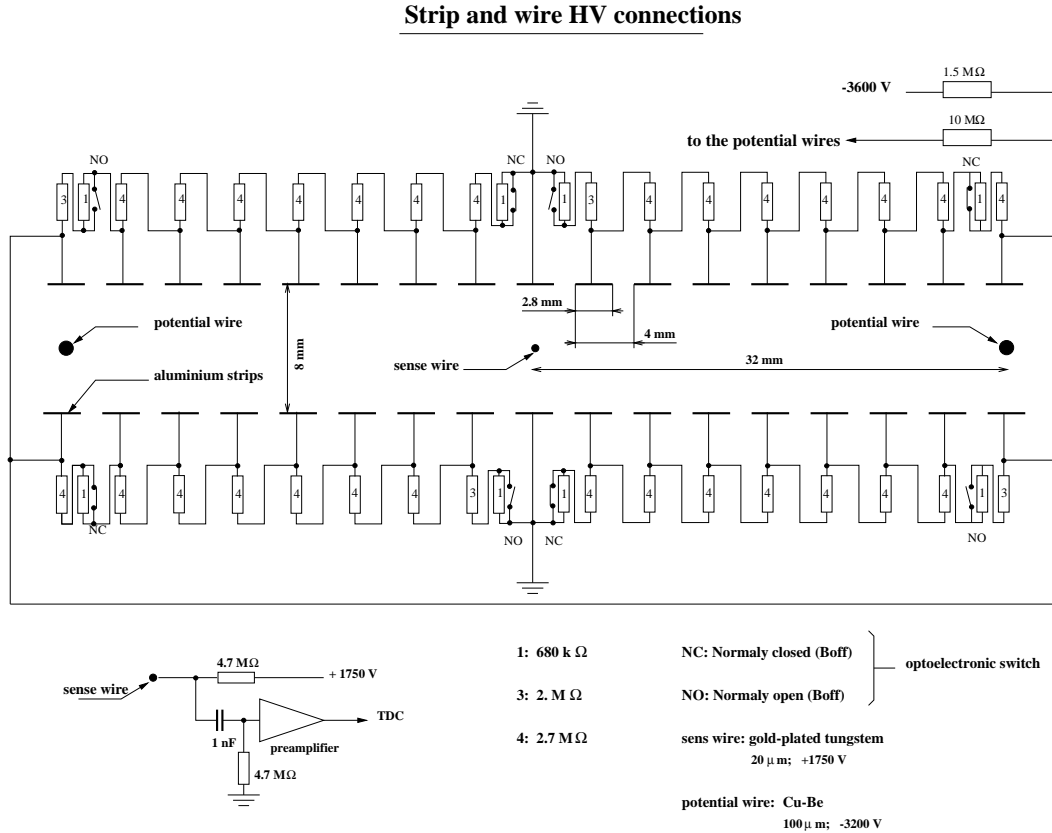 Strip and wire HV connections
1.5 MΩ
-3600 V
10 MΩ
to the potential wires
NO NC NO NC
3 1 4 4 4 4 4 4 4 1 1 3 4 4 4 4 4 4 1 4
2.8 mm
potential wire
8 mm
4 mm
potential wire
sense wire
32 mm
aluminium strips
4 1 4 4 4 4 4 4 3 1 1 4 4 4 4 4 4 4 1 3
NC NO NC NO
4.7 MΩ
+ 1750 V
sense wire
TDC
1 nF
preamplifier
4.7 MΩ
1: 680 k Ω
NC: Normaly closed (Boff)
optoelectronic switch
3: 2. M Ω
NO: Normaly open (Boff)
4: 2.7 M Ω
sens wire: gold-plated tungstem
20 μ m; +1750 V
potential wire: Cu-Be
100 μ m; -3200 V